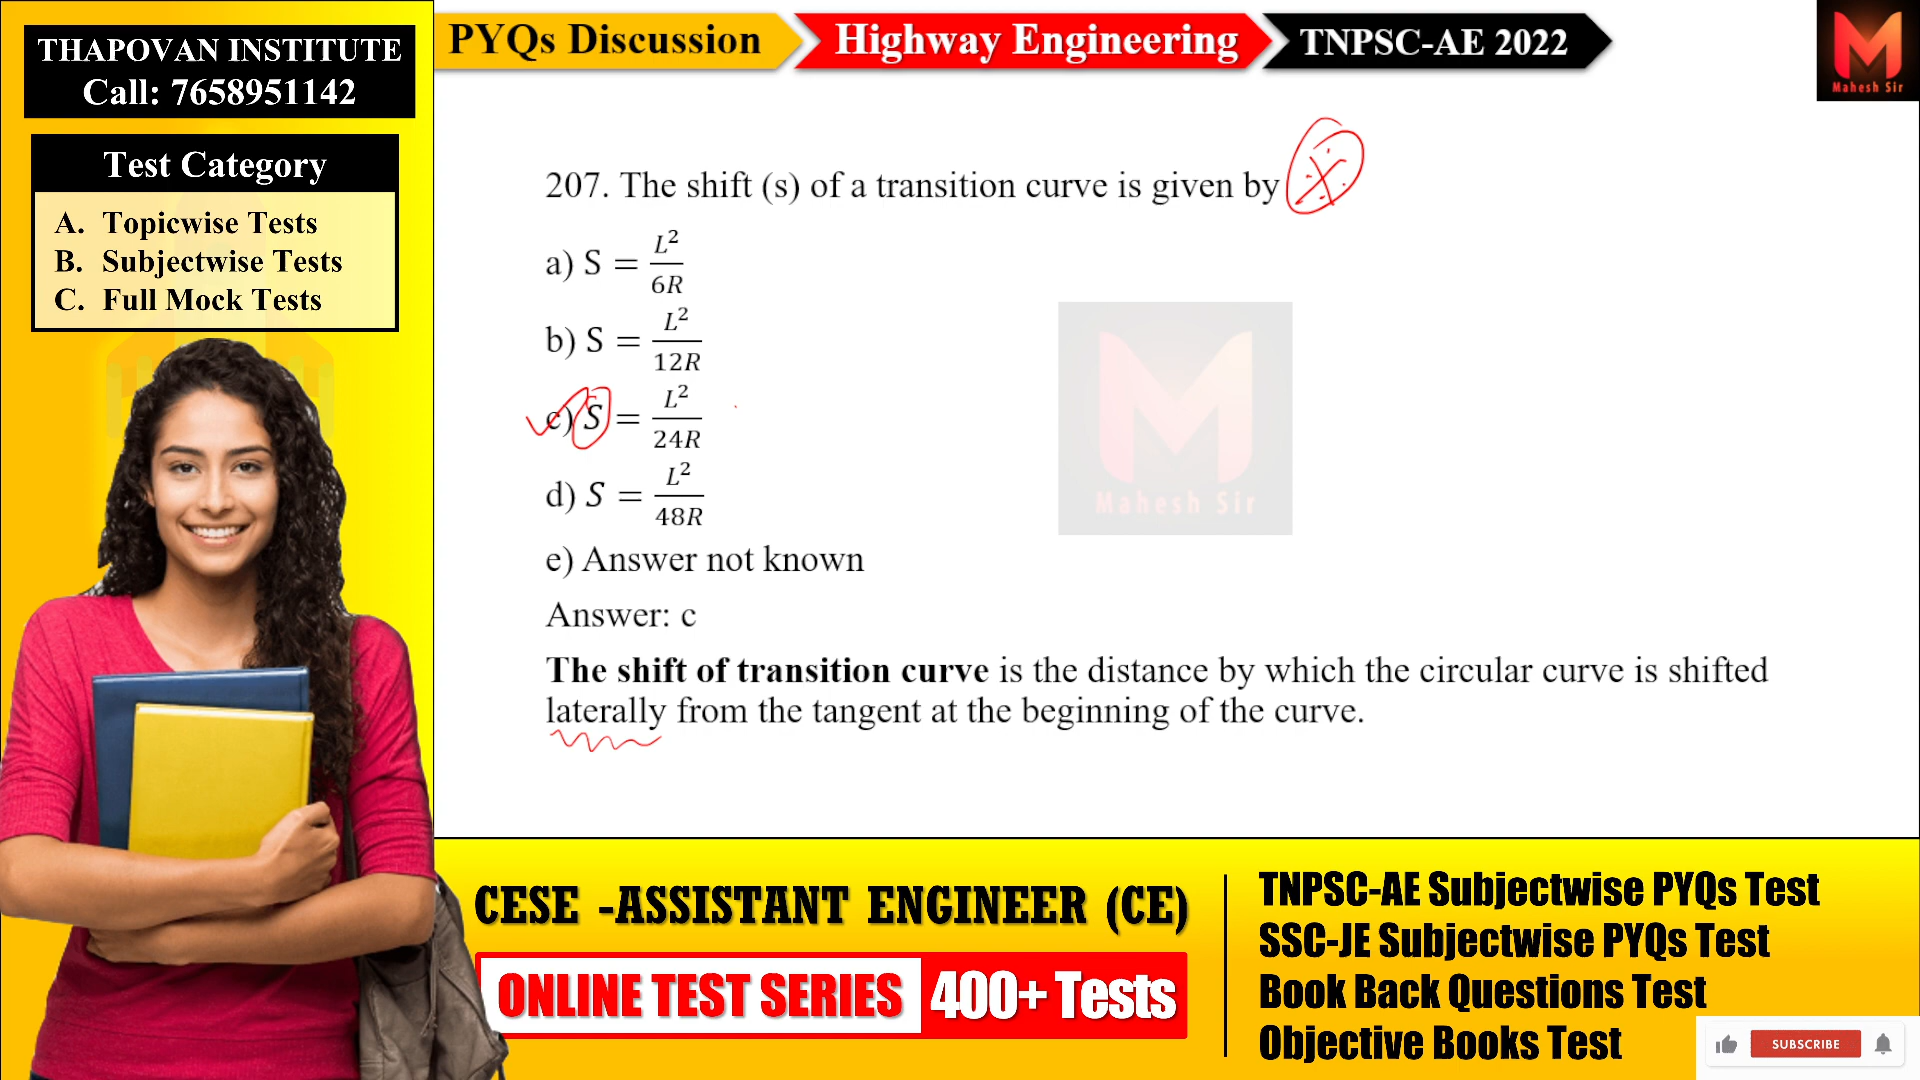 THAPOVAN INSTITUTE
Call: 7658951142
Test Category
A. Topicwise Tests
B. Subjectwise Tests
C. Full Mock Tests
PYQs Discussion
Highway Engineering
TNPSC-AE 2022
Mahesh Sir
207. The shift (s) of a transition curve is given by
a) S = L²/6R
b) S = L²/12R
c) S = L²/24R
d) S = L²/48R
e) Answer not known
Answer: c
The shift of transition curve is the distance by which the circular curve is shifted
laterally from the tangent at the beginning of the curve.
Mahesh Sir
CESE -ASSISTANT ENGINEER (CE)
ONLINE TEST SERIES 400+ Tests
TNPSC-AE Subjectwise PYQs Test
SSC-JE Subjectwise PYQs Test
Book Back Questions Test
Objective Books Test
SUBSCRIBE